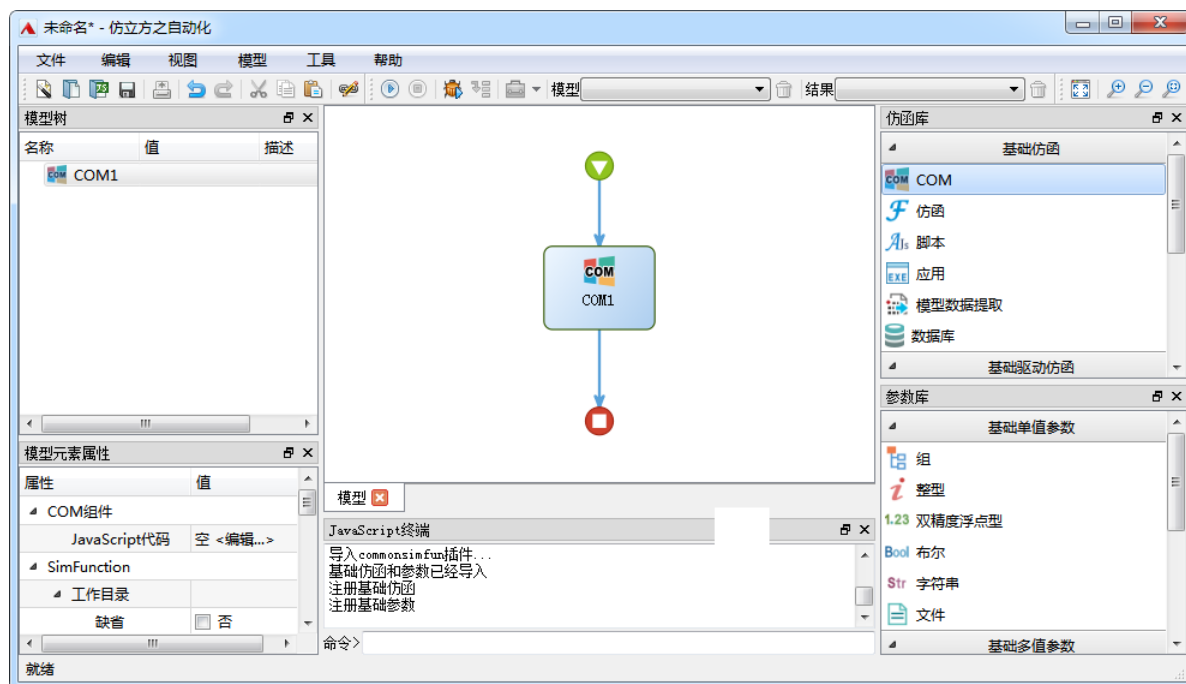 未命名* - 仿立方之自动化
文件 编辑 视图 模型 工具 帮助
模型 结果
模型树
名称 值 描述
COM COM1
模型元素属性
属性 值
COM组件
JavaScript代码 空 <编辑...>
SimFunction
工作目录
缺省 否
COM
COM1
模型
JavaScript终端
导入commonsimfun插件...
基础仿函和参数已经导入
注册基础仿函
注册基础参数
命令>
仿函库
基础仿函
COM COM
仿函
AJs 脚本
EXE 应用
模型数据提取
数据库
基础驱动仿函
参数库
基础单值参数
组
i 整型
1.23 双精度浮点型
Bool 布尔
Str 字符串
文件
基础多值参数
就绪